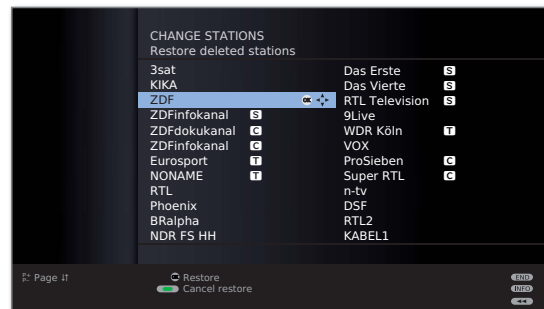 CHANGE STATIONS
Restore deleted stations
3sat
KIKA
ZDF OK
ZDFinfokanal S
ZDFdokukanal C
ZDFinfokanal C
Eurosport T
NONAME T
RTL
Phoenix
BRalpha
NDR FS HH
Das Erste S
Das Vierte S
RTL Television S
9Live
WDR Köln T
VOX
ProSieben C
Super RTL C
n-tv
DSF
RTL2
KABEL1
P+ P- Page
OK Restore
Cancel restore
END
INFO